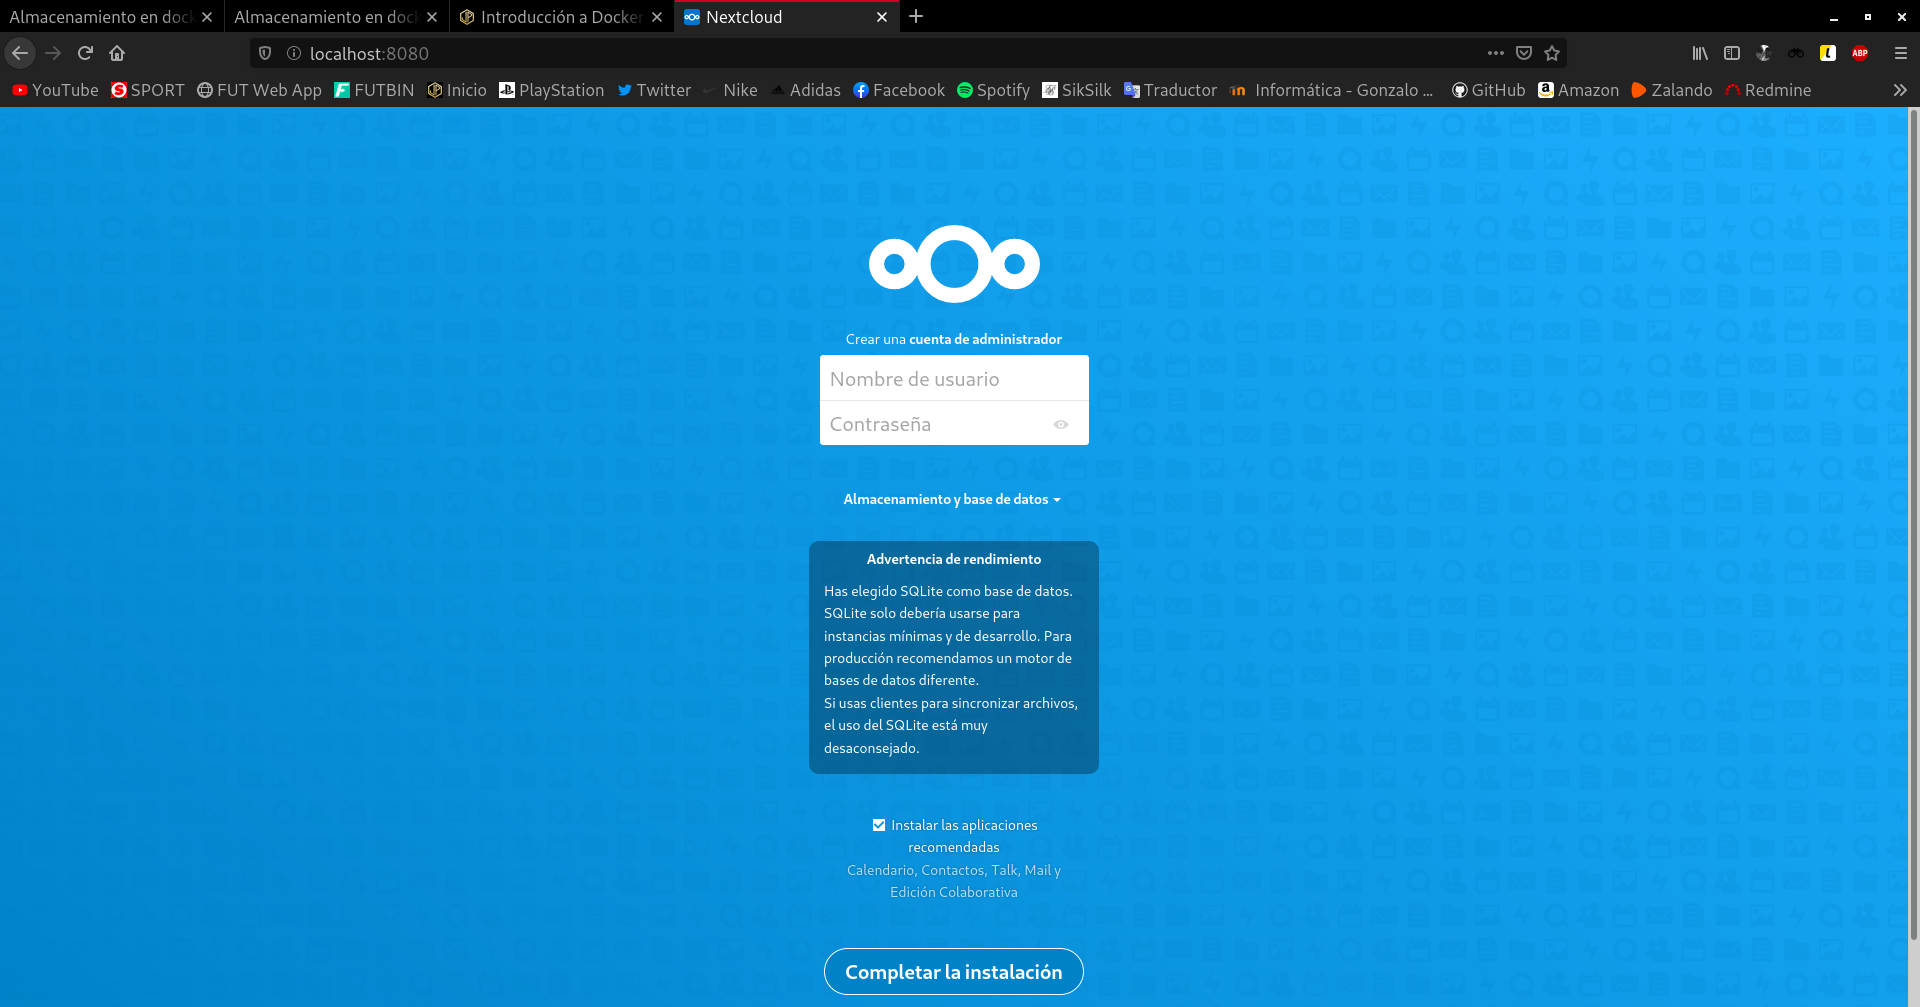 Almacenamiento en doc
Almacenamiento en doc
Introducción a Docker
Nextcloud
localhost:8080
ABP
YouTube
SPORT
FUT Web App
FUTBIN
Inicio
PlayStation
Twitter
Nike
Adidas
Facebook
Spotify
SikSilk
Traductor
Informática - Gonzalo ...
GitHub
Amazon
Zalando
Redmine
Crear una cuenta de administrador
Nombre de usuario
Contraseña
Almacenamiento y base de datos
Advertencia de rendimiento
Has elegido SQLite como base de datos.
SQLite solo debería usarse para
instancias mínimas y de desarrollo. Para
producción recomendamos un motor de
bases de datos diferente.
Si usas clientes para sincronizar archivos,
el uso del SQLite está muy
desaconsejado.
Instalar las aplicaciones
recomendadas
Calendario, Contactos, Talk, Mail y
Edición Colaborativa
Completar la instalación